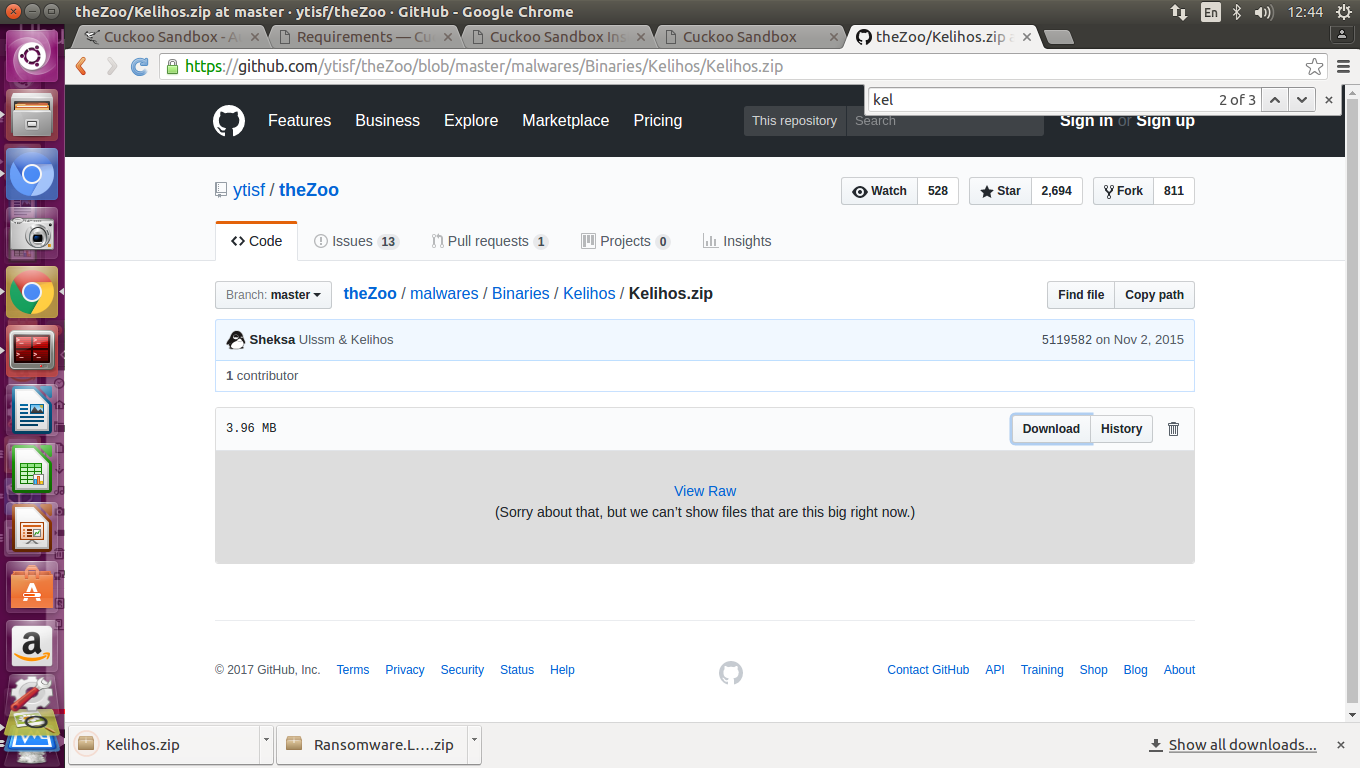 theZoo/Kelihos.zip at master · ytisf/theZoo · GitHub - Google Chrome
En
12:44
Cuckoo Sandbox - Au
Requirements — Cuc
Cuckoo Sandbox Ins
Cuckoo Sandbox
theZoo/Kelihos.zip a
https://github.com/ytisf/theZoo/blob/master/malwares/Binaries/Kelihos/Kelihos.zip
kel
2 of 3
Features
Business
Explore
Marketplace
Pricing
This repository
Search
Sign in or Sign up
ytisf / theZoo
Watch
528
Star
2,694
Fork
811
Code
Issues 13
Pull requests 1
Projects 0
Insights
Branch: master
theZoo / malwares / Binaries / Kelihos / Kelihos.zip
Find file
Copy path
Sheksa Ulssm & Kelihos
5119582 on Nov 2, 2015
1 contributor
3.96 MB
Download
History
View Raw
(Sorry about that, but we can't show files that are this big right now.)
© 2017 GitHub, Inc.
Terms
Privacy
Security
Status
Help
Contact GitHub
API
Training
Shop
Blog
About
Kelihos.zip
Ransomware.L….zip
Show all downloads...